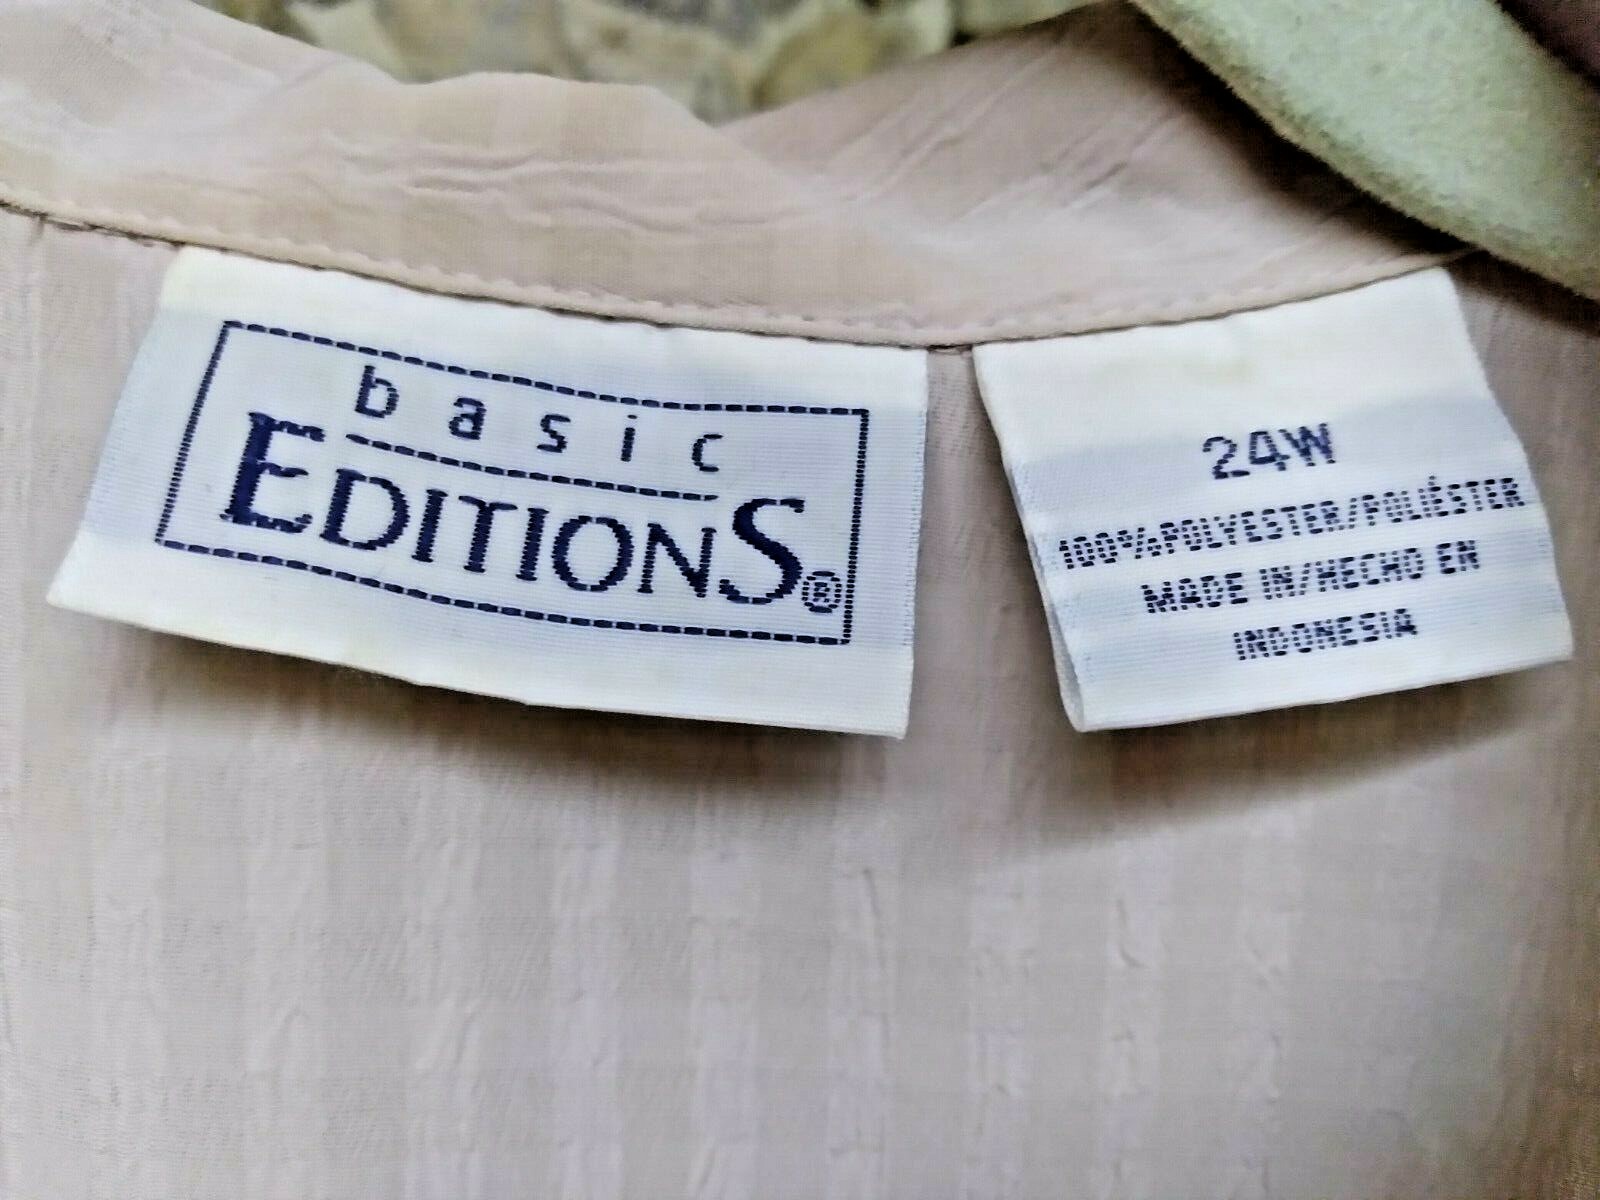 basic
EDITIONS®
24W
100%POLYESTER/POLIÉSTER
MADE IN/HECHO EN
INDONESIA